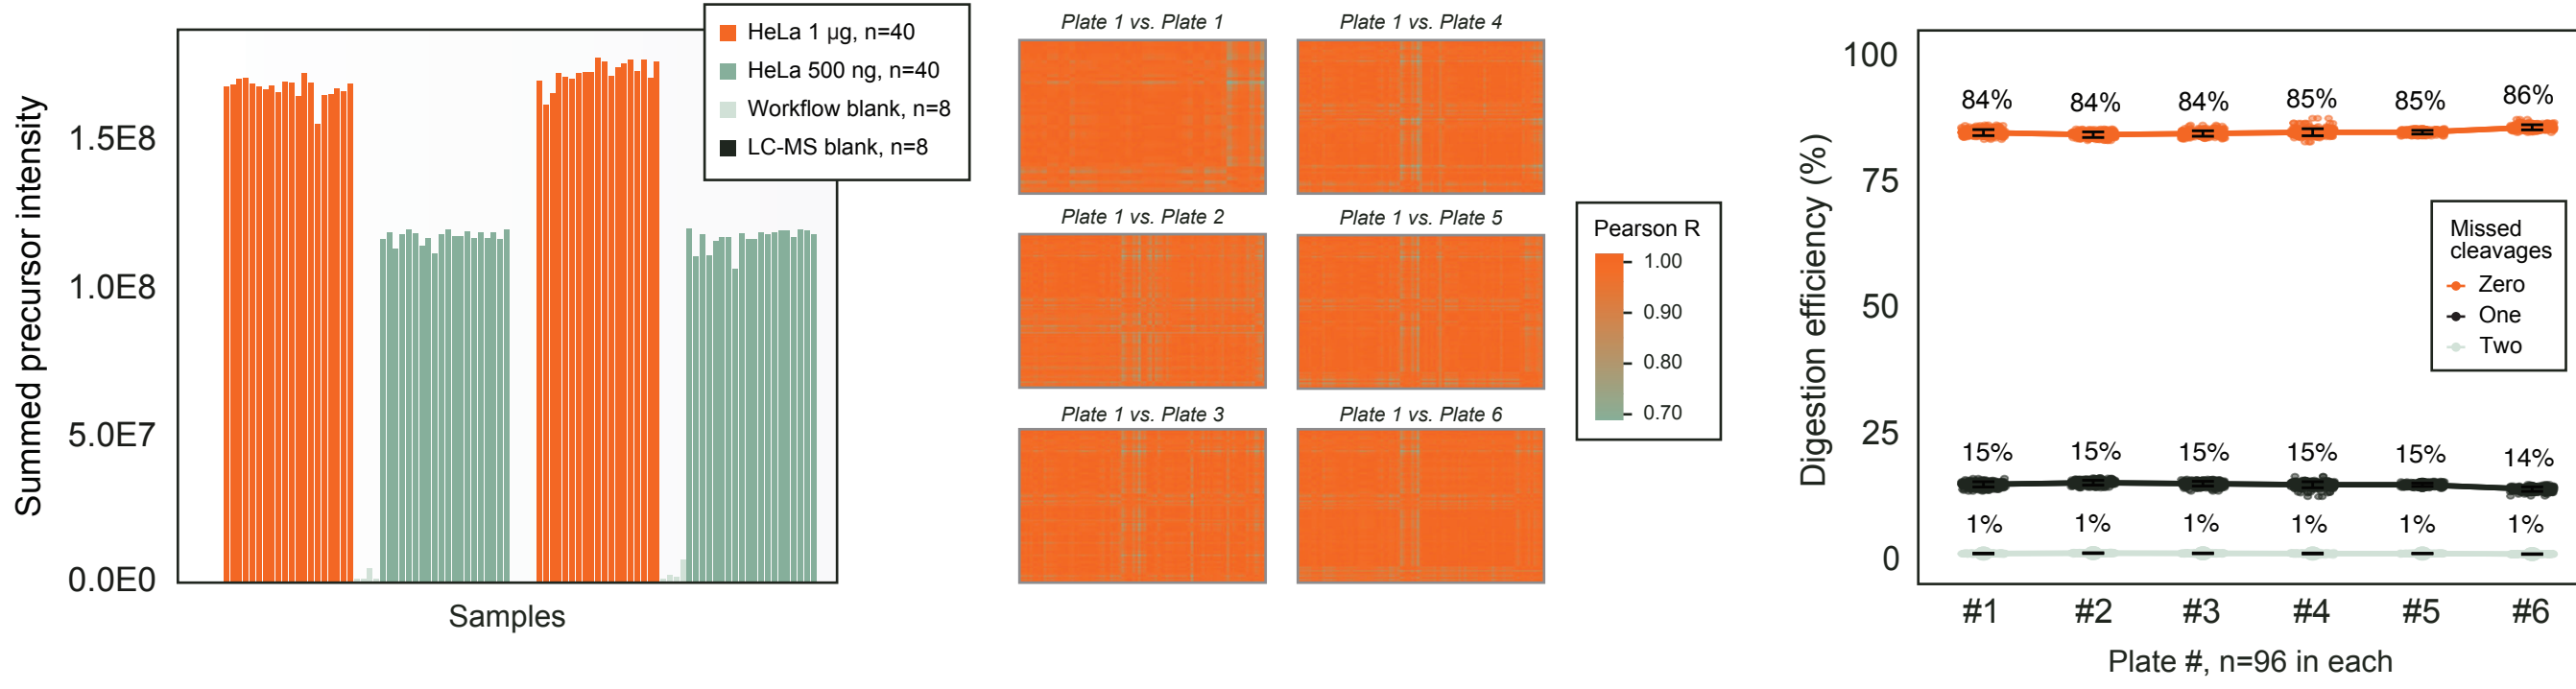 Summed precursor intensity
1.5E8
1.0E8
5.0E7
0.0E0
Samples
HeLa 1 µg, n=40
HeLa 500 ng, n=40
Workflow blank, n=8
LC-MS blank, n=8
Plate 1 vs. Plate 1
Plate 1 vs. Plate 4
Plate 1 vs. Plate 2
Plate 1 vs. Plate 5
Plate 1 vs. Plate 3
Plate 1 vs. Plate 6
Pearson R
1.00
0.90
0.80
0.70
Digestion efficiency (%)
100
75
50
25
0
84% 84% 84% 85% 85% 86%
15% 15% 15% 15% 15% 14%
1% 1% 1% 1% 1% 1%
Missed
cleavages
Zero
One
Two
#1 #2 #3 #4 #5 #6
Plate #, n=96 in each